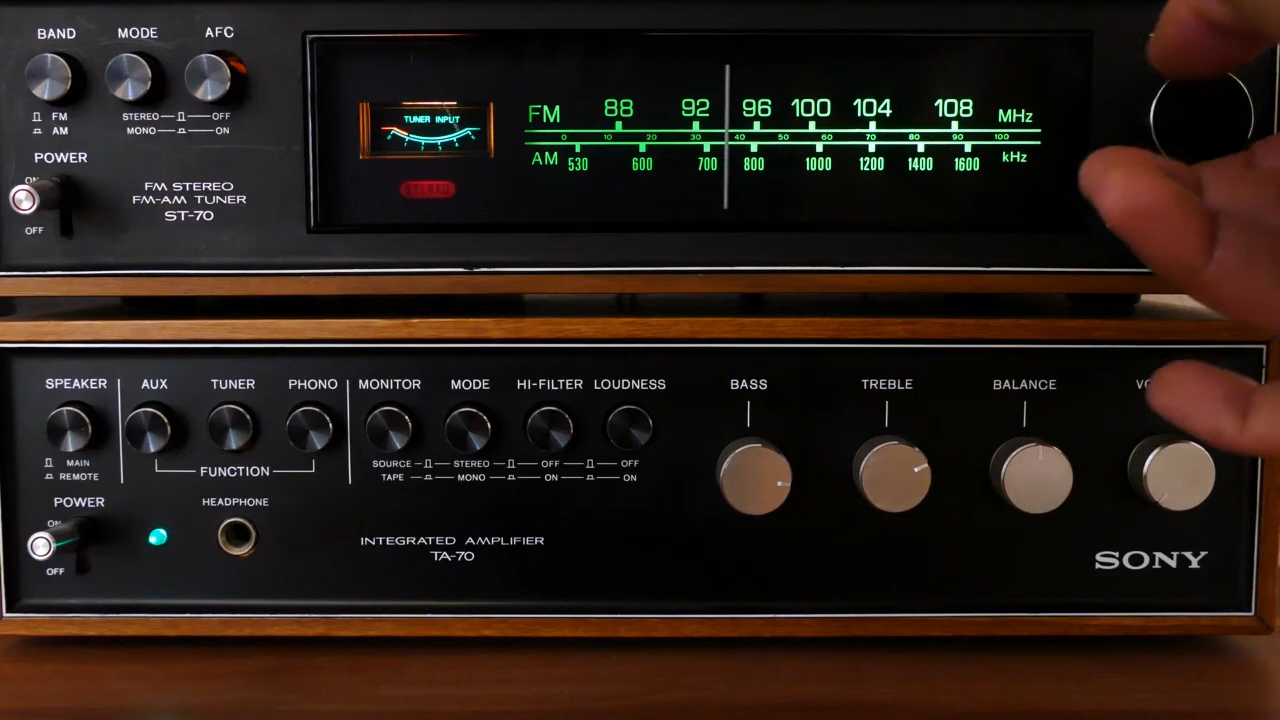 BAND MODE AFC
FM STEREO OFF
AM MONO ON
POWER
ON
OFF
FM STEREO
FM-AM TUNER
ST-70
TUNER INPUT
STEREO
FM 88 92 96 100 104 108 MHz
0 10 20 30 40 50 60 70 80 90 100
AM 530 600 700 800 1000 1200 1400 1600 kHz
SPEAKER AUX TUNER PHONO MONITOR MODE HI-FILTER LOUDNESS BASS TREBLE BALANCE
MAIN
REMOTE
FUNCTION
SOURCE STEREO OFF OFF
TAPE MONO ON ON
POWER
ON
OFF
HEADPHONE
INTEGRATED AMPLIFIER
TA-70
SONY